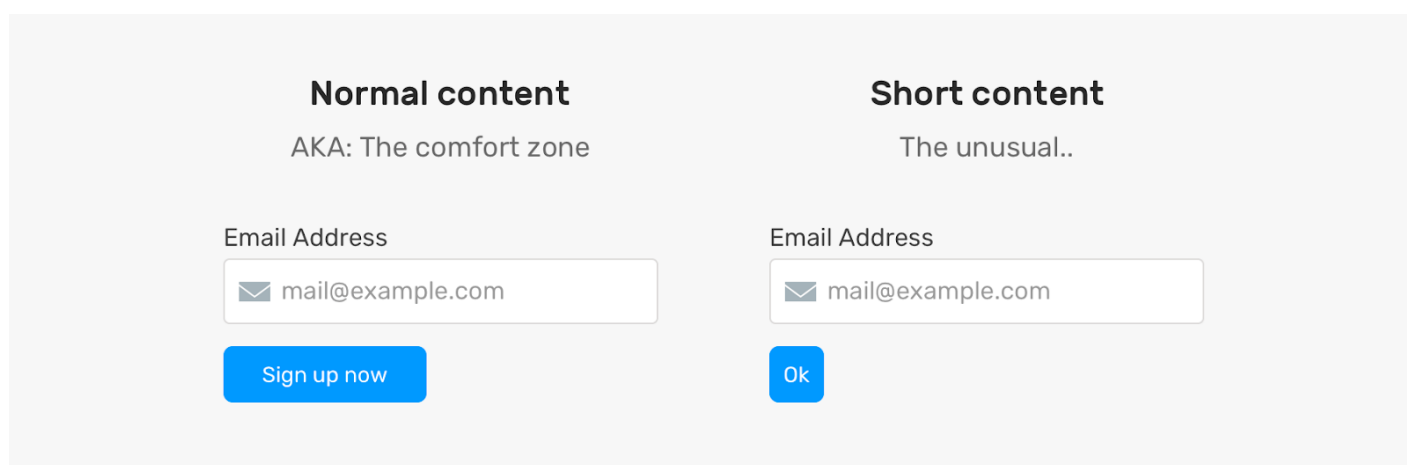 Normal content
AKA: The comfort zone
Email Address
mail@example.com
Sign up now
Short content
The unusual..
Email Address
mail@example.com
Ok